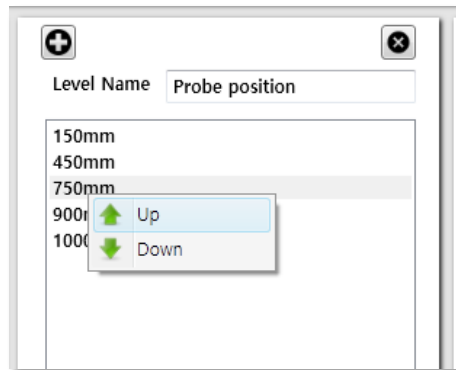 Level Name Probe position
150mm
450mm
750mm
Up
Down